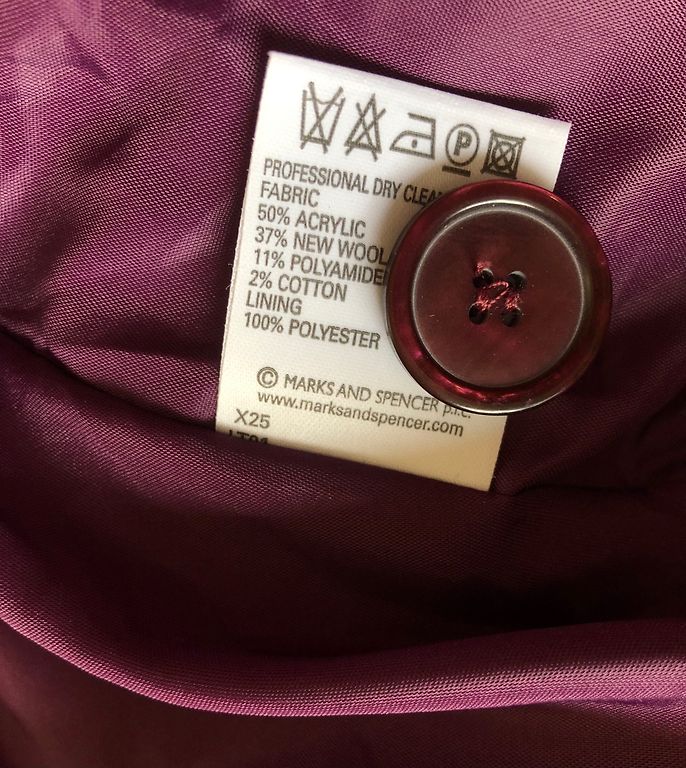 P
PROFESSIONAL DRY CLEAN
FABRIC
50% ACRYLIC
37% NEW WOOL
11% POLYAMIDE
2% COTTON
LINING
100% POLYESTER
© MARKS AND SPENCER p.l.c.
www.marksandspencer.com
X25